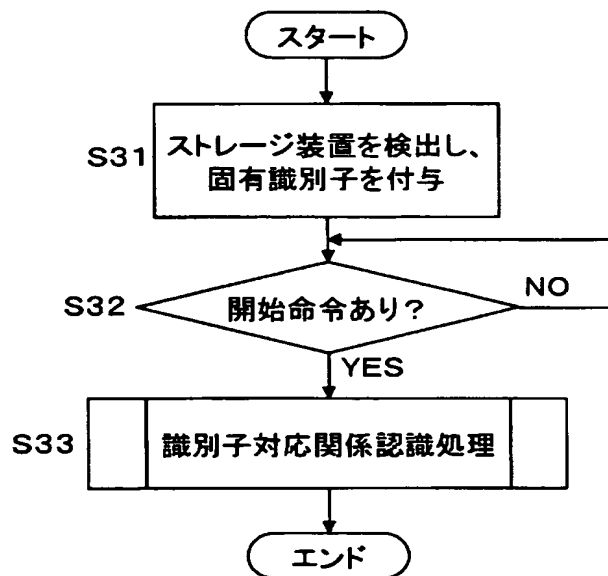 スタート
S31
ストレージ装置を検出し、
固有識別子を付与
S32
開始命令あり?
NO
YES
S33
識別子対応関係認識処理
エンド